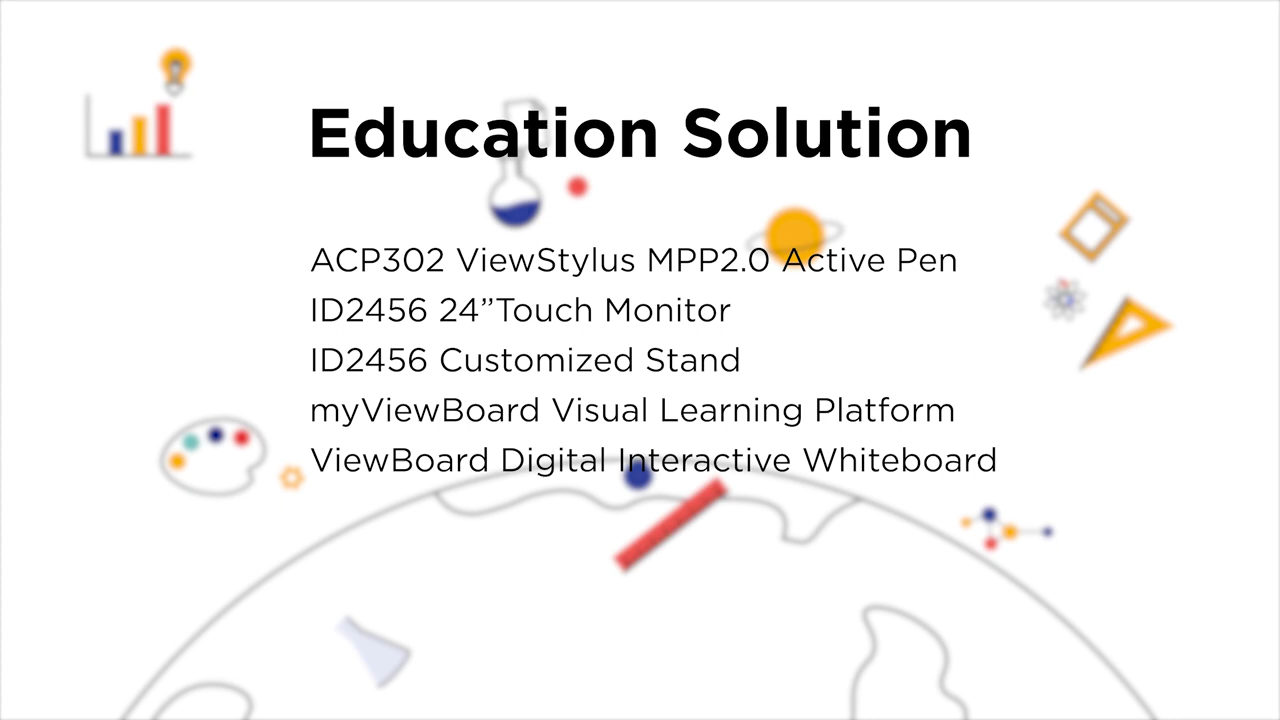 Education Solution
ACP302 ViewStylus MPP2.0 Active Pen
ID2456 24”Touch Monitor
ID2456 Customized Stand
myViewBoard Visual Learning Platform
ViewBoard Digital Interactive Whiteboard